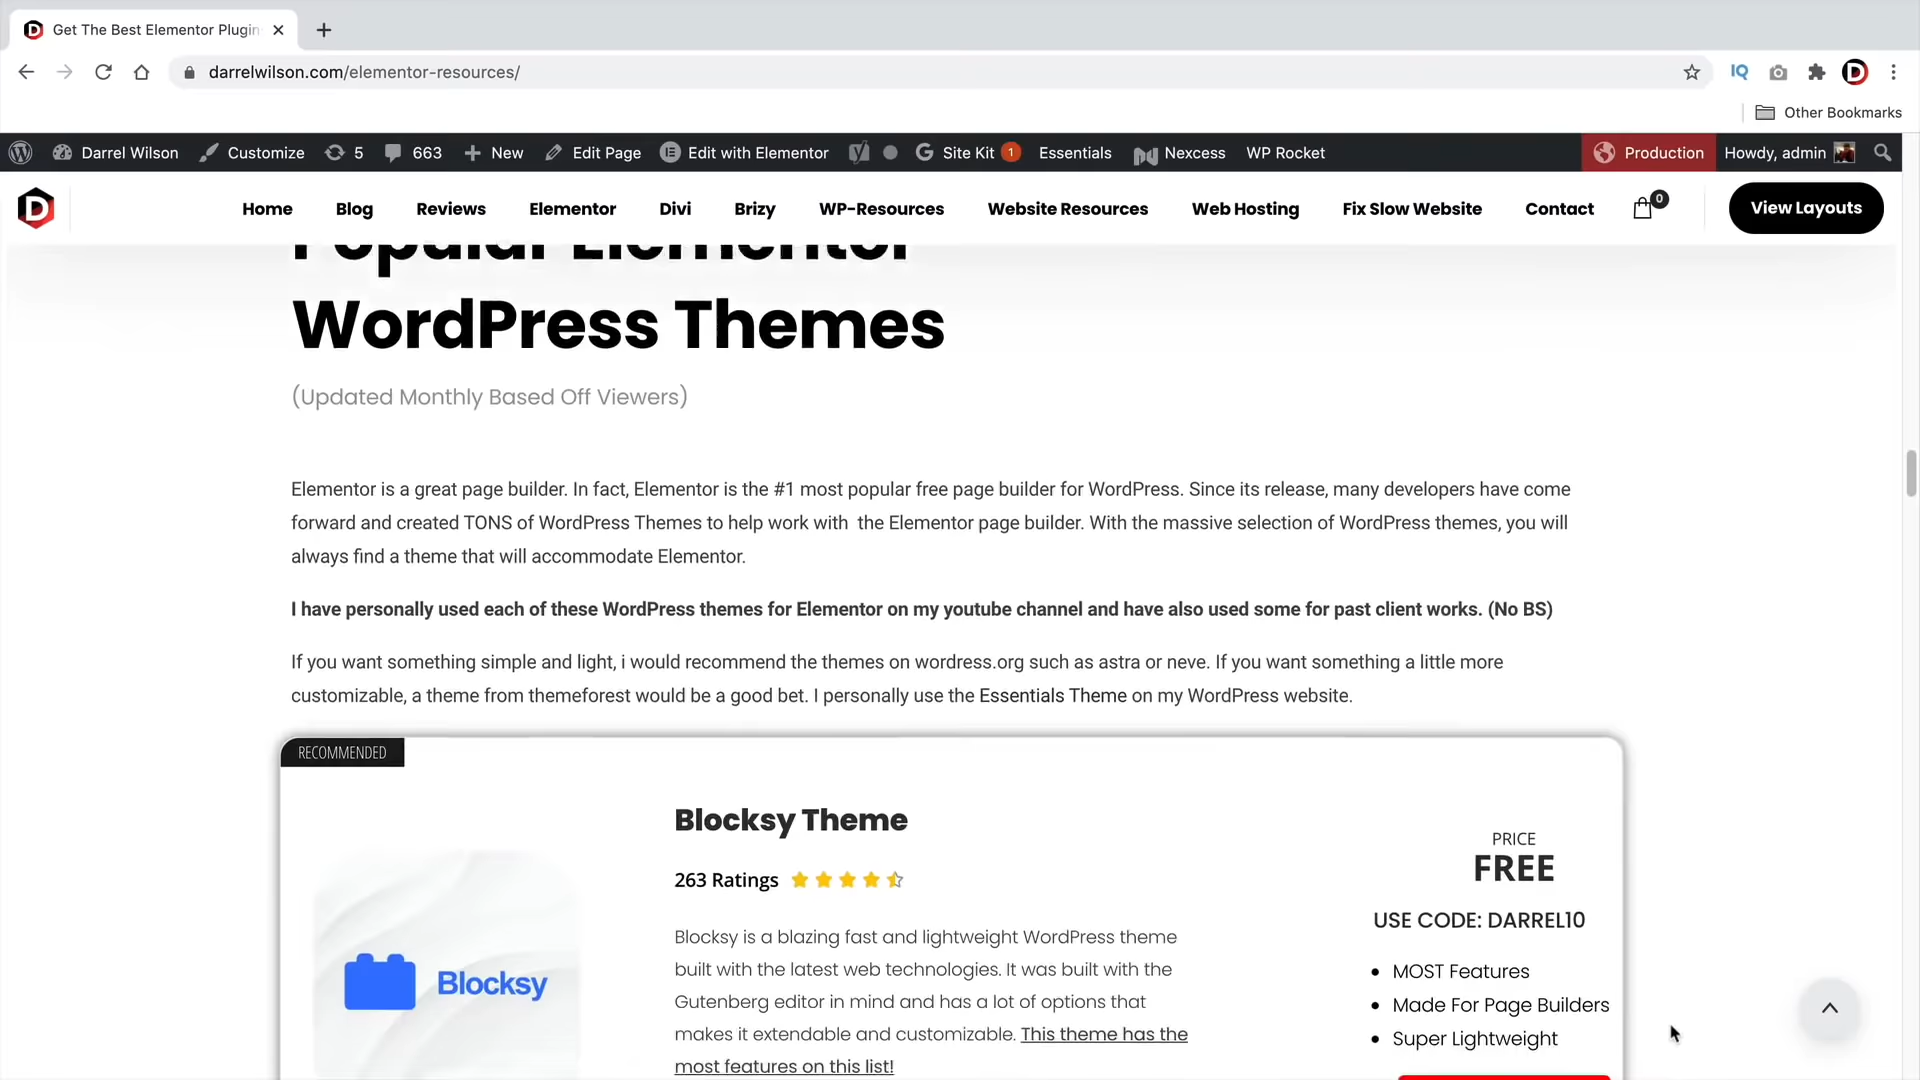 Get The Best Elementor Plugin
darrelwilson.com/elementor-resources/
IQ
D
Other Bookmarks
Darrel Wilson Customize 5 663 New Edit Page Edit with Elementor Site Kit 1 Essentials Nexcess WP Rocket Production Howdy, admin
D Home Blog Reviews Elementor Divi Brizy WP-Resources Website Resources Web Hosting Fix Slow Website Contact 0 View Layouts
Popular Elementor
WordPress Themes
(Updated Monthly Based Off Viewers)
Elementor is a great page builder. In fact, Elementor is the #1 most popular free page builder for WordPress. Since its release, many developers have come
forward and created TONS of WordPress Themes to help work with the Elementor page builder. With the massive selection of WordPress themes, you will
always find a theme that will accommodate Elementor.
I have personally used each of these WordPress themes for Elementor on my youtube channel and have also used some for past client works. (No BS)
If you want something simple and light, i would recommend the themes on wordress.org such as astra or neve. If you want something a little more
customizable, a theme from themeforest would be a good bet. I personally use the Essentials Theme on my WordPress website.
RECOMMENDED
Blocksy
Blocksy Theme
263 Ratings
Blocksy is a blazing fast and lightweight WordPress theme
built with the latest web technologies. It was built with the
Gutenberg editor in mind and has a lot of options that
makes it extendable and customizable. This theme has the
most features on this list!
PRICE
FREE
USE CODE: DARREL10
MOST Features
Made For Page Builders
Super Lightweight